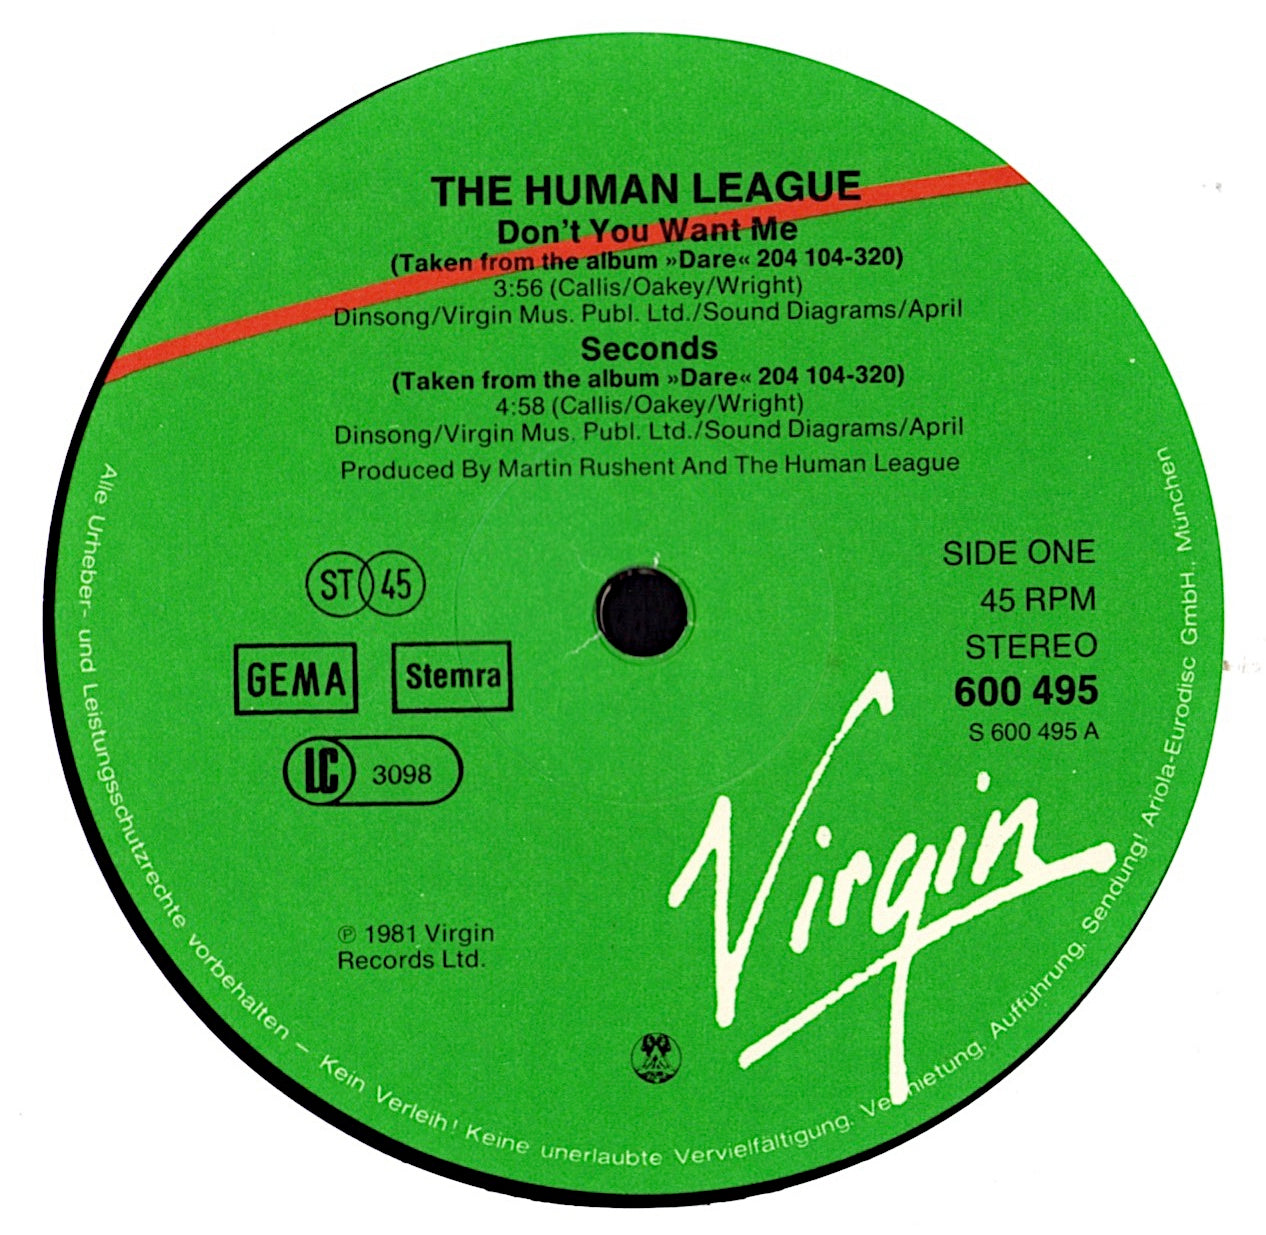 THE HUMAN LEAGUE
Don't You Want Me
(Taken from the album »Dare« 204 104-320)
3:56 (Callis/Oakey/Wright)
Dinsong/Virgin Mus. Publ. Ltd./Sound Diagrams/April
Seconds
(Taken from the album »Dare« 204 104-320)
4:58 (Callis/Oakey/Wright)
Dinsong/Virgin Mus. Publ. Ltd./Sound Diagrams/April
Produced By Martin Rushent And The Human League
ST 45
GEMA Stemra
LC 3098
SIDE ONE
45 RPM
STEREO
600 495
S 600 495 A
Virgin
℗ 1981 Virgin
Records Ltd.
Alle Urheber- und Leistungsschutzrechte vorbehalten – Kein Verleih! Keine unerlaubte Vervielfältigung. Vermietung. Aufführung. Sendung! Ariola-Eurodisc GmbH., München